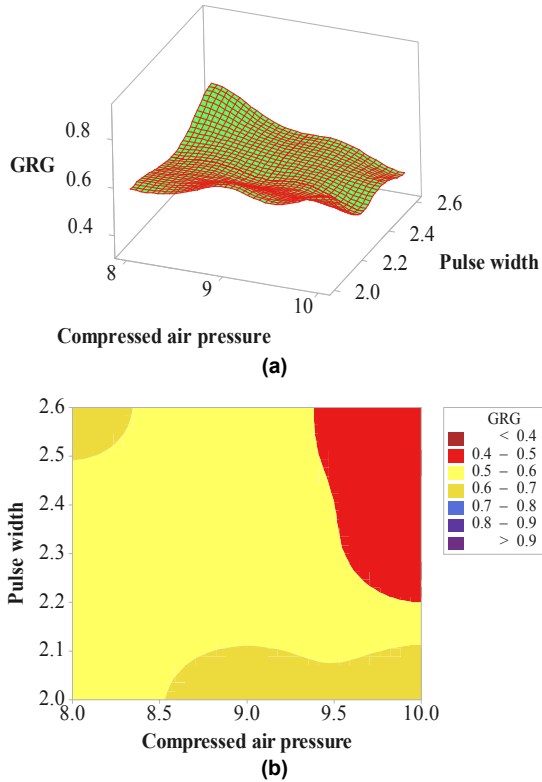 0.8
GRG
0.6
0.4
8
9
10
2.6
2.4
2.2
2.0
Pulse width
Compressed air pressure
(a)
2.6
2.5
2.4
2.3
2.2
2.1
2.0
Pulse width
8.0 8.5 9.0 9.5 10.0
Compressed air pressure
GRG
< 0.4
0.4 – 0.5
0.5 – 0.6
0.6 – 0.7
0.7 – 0.8
0.8 – 0.9
> 0.9
(b)